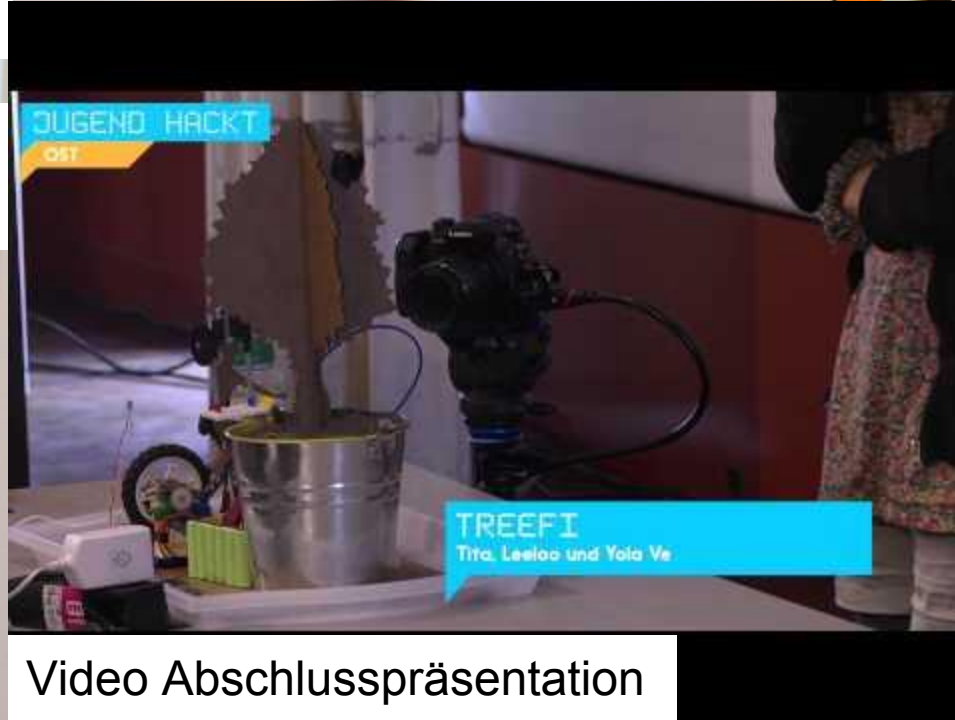 JUGEND HACKT
OST
TREEFI
Tita, Leeloo und Yola Ve
Video Abschlusspräsentation